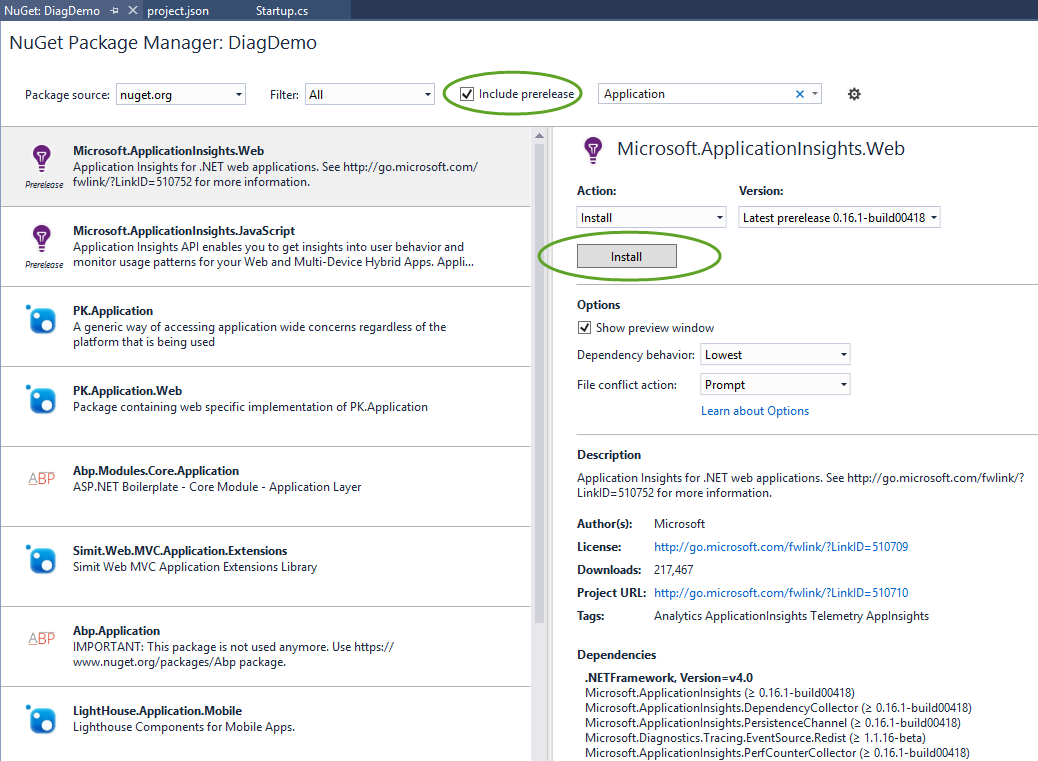 NuGet: DiagDemo
project.json
Startup.cs
NuGet Package Manager: DiagDemo
Package source: nuget.org
Filter: All
Include prerelease
Application
Microsoft.ApplicationInsights.Web
Application Insights for .NET web applications. See http://go.microsoft.com/
fwlink/?LinkID=510752 for more information.
Prerelease
Microsoft.ApplicationInsights.JavaScript
Application Insights API enables you to get insights into user behavior and
monitor usage patterns for your Web and Multi-Device Hybrid Apps. Appli...
Prerelease
PK.Application
A generic way of accessing application wide concerns regardless of the
platform that is being used
PK.Application.Web
Package containing web specific implementation of PK.Application
ABP
Abp.Modules.Core.Application
ASP.NET Boilerplate - Core Module - Application Layer
Simit.Web.MVC.Application.Extensions
Simit Web MVC Application Extensions Library
ABP
Abp.Application
IMPORTANT: This package is not used anymore. Use https://
www.nuget.org/packages/Abp package.
LightHouse.Application.Mobile
Lighthouse Components for Mobile Apps.
Microsoft.ApplicationInsights.Web
Action:
Version:
Install
Latest prerelease 0.16.1-build00418
Install
Options
Show preview window
Dependency behavior: Lowest
File conflict action: Prompt
Learn about Options
Description
Application Insights for .NET web applications. See http://go.microsoft.com/fwlink/?
LinkID=510752 for more information.
Author(s): Microsoft
License: http://go.microsoft.com/fwlink/?LinkID=510709
Downloads: 217,467
Project URL: http://go.microsoft.com/fwlink/?LinkID=510710
Tags: Analytics ApplicationInsights Telemetry AppInsights
Dependencies
.NETFramework, Version=v4.0
Microsoft.ApplicationInsights (≥ 0.16.1-build00418)
Microsoft.ApplicationInsights.DependencyCollector (≥ 0.16.1-build00418)
Microsoft.ApplicationInsights.PersistenceChannel (≥ 0.16.1-build00418)
Microsoft.Diagnostics.Tracing.EventSource.Redist (≥ 1.1.16-beta)
Microsoft.ApplicationInsights.PerfCounterCollector (≥ 0.16.1-build00418)